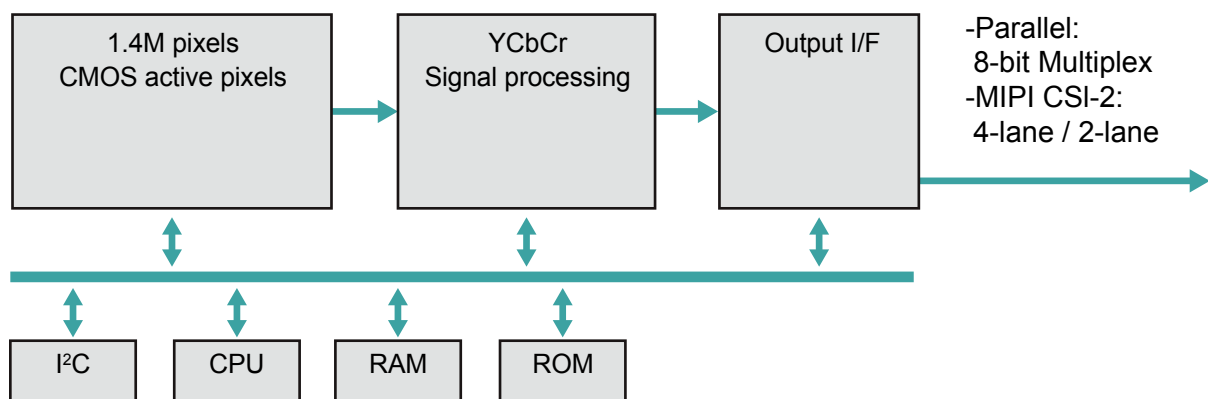 1.4M pixels
CMOS active pixels
YCbCr
Signal processing
Output I/F
-Parallel:
8-bit Multiplex
-MIPI CSI-2:
4-lane / 2-lane
I²C
CPU
RAM
ROM